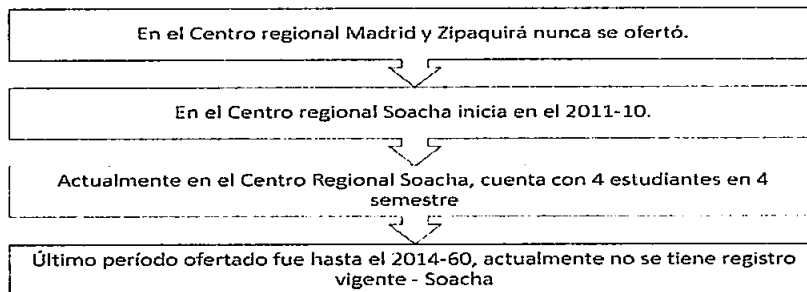 En el Centro regional Madrid y Zipaquirá nunca se ofertó.
En el Centro regional Soacha inicia en el 2011-10.
Actualmente en el Centro Regional Soacha, cuenta con 4 estudiantes en 4
semestre
Último período ofertado fue hasta el 2014-60, actualmente no se tiene registro
vigente - Soacha